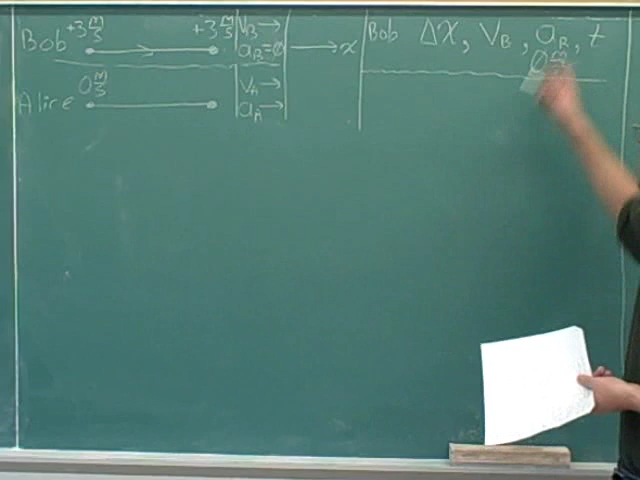 Bob +3 m/s +3 m/s v_B → a_B=0 → x
Alice 0 m/s v_A → a_A →
Bob Δx, v_B, a_B, t
0 m/s